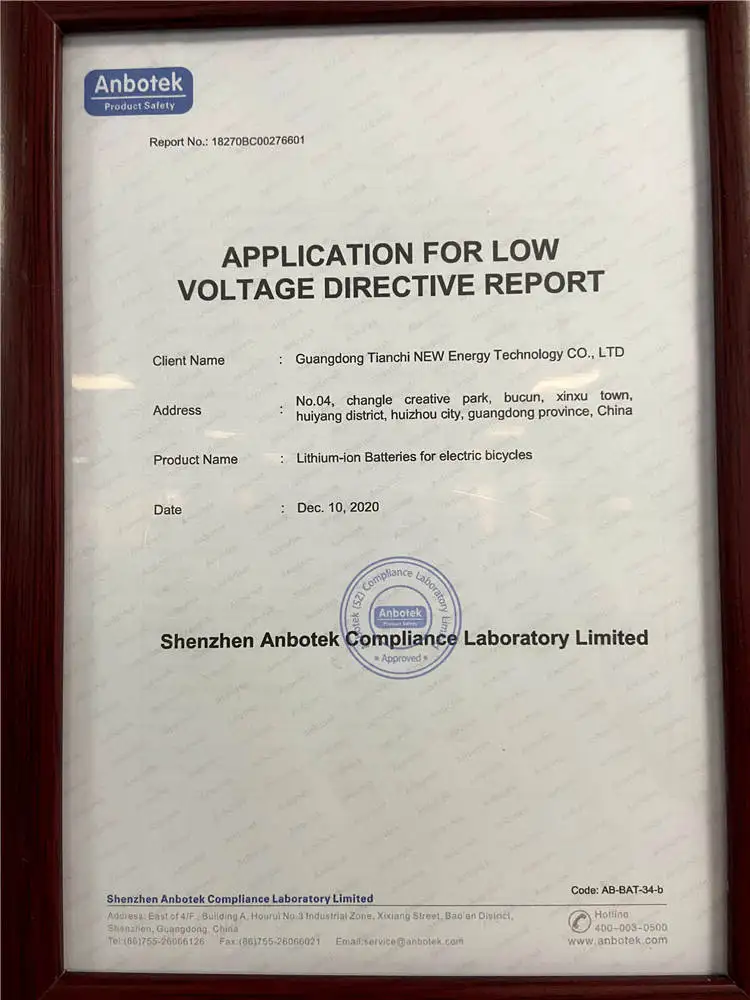 Anbotek
Product Safety
Report No.: 18270BC00276601
APPLICATION FOR LOW
VOLTAGE DIRECTIVE REPORT
Client Name : Guangdong Tianchi NEW Energy Technology CO., LTD
Address : No.04, changle creative park, bucun, xinxu town,
huiyang district, huizhou city, guangdong province, China
Product Name : Lithium-ion Batteries for electric bicycles
Date : Dec. 10, 2020
Anbotek (SZ) Compliance Laboratory
Anbotek
Product Safety
* Approved *
Shenzhen Anbotek Compliance Laboratory Limited
Code: AB-BAT-34-b
Shenzhen Anbotek Compliance Laboratory Limited
Address: East of 4/F., Building A, Hourui No.3 Industrial Zone, Xixiang Street, Bao'an District,
Shenzhen, Guangdong, China
Tel:(86)755-26066126 Fax:(86)755-26066021 Email:service@anbotek.com
Hotline
400-003-0500
www.anbotek.com